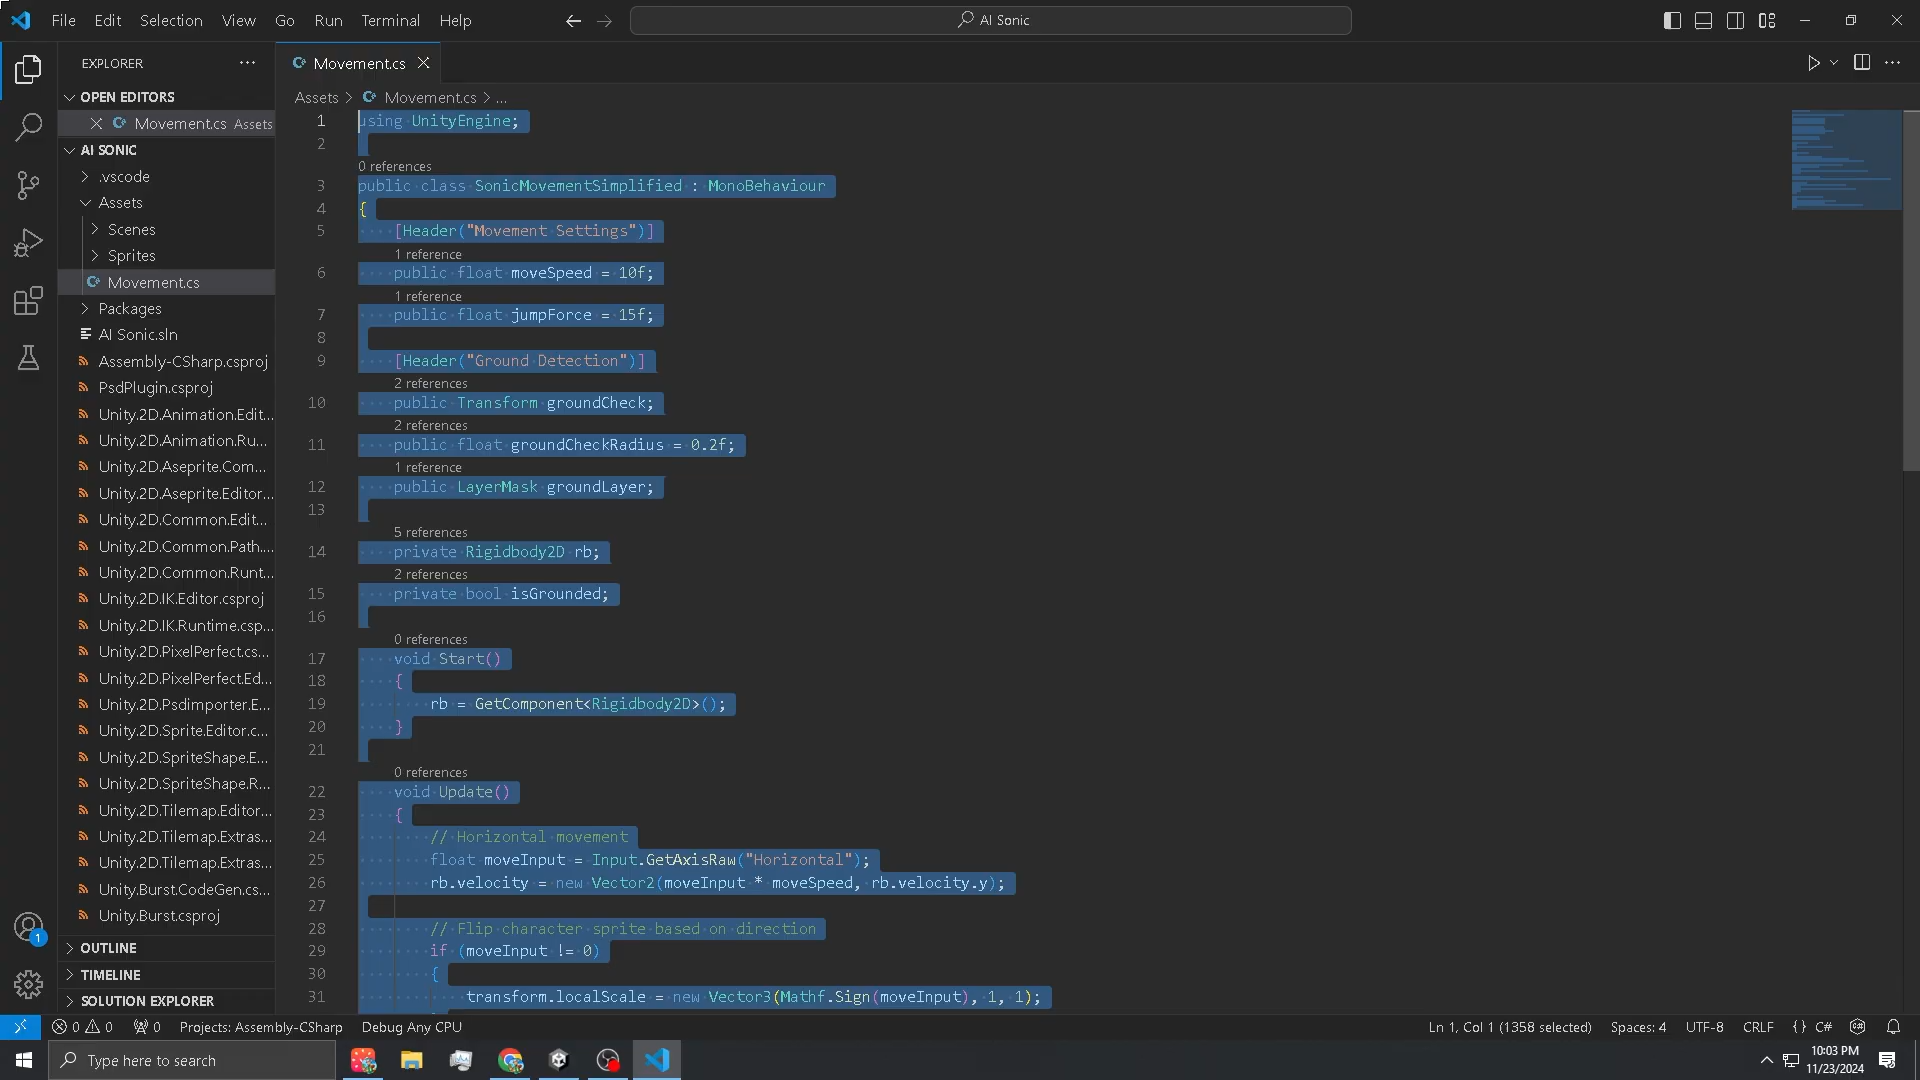 File Edit Selection View Go Run Terminal Help
AI Sonic
EXPLORER
Movement.cs
OPEN EDITORS
Movement.cs Assets
AI SONIC
.vscode
Assets
Scenes
Sprites
Movement.cs
Packages
AI Sonic.sln
Assembly-CSharp.csproj
PsdPlugin.csproj
Unity.2D.Animation.Edit...
Unity.2D.Animation.Ru...
Unity.2D.Aseprite.Com...
Unity.2D.Aseprite.Editor...
Unity.2D.Common.Edit...
Unity.2D.Common.Path....
Unity.2D.Common.Runt...
Unity.2D.IK.Editor.csproj
Unity.2D.IK.Runtime.csp...
Unity.2D.PixelPerfect.cs...
Unity.2D.PixelPerfect.Ed...
Unity.2D.Psdimporter.E...
Unity.2D.Sprite.Editor.c...
Unity.2D.SpriteShape.E...
Unity.2D.SpriteShape.R...
Unity.2D.Tilemap.Editor...
Unity.2D.Tilemap.Extras...
Unity.2D.Tilemap.Extras...
Unity.Burst.CodeGen.cs...
Unity.Burst.csproj
OUTLINE
TIMELINE
SOLUTION EXPLORER
1
Assets > Movement.cs > ...
1 using UnityEngine;
2
0 references
3 public class SonicMovementSimplified : MonoBehaviour
4 {
5 [Header("Movement Settings")]
1 reference
6 public float moveSpeed = 10f;
1 reference
7 public float jumpForce = 15f;
8
9 [Header("Ground Detection")]
2 references
10 public Transform groundCheck;
2 references
11 public float groundCheckRadius = 0.2f;
1 reference
12 public LayerMask groundLayer;
13
5 references
14 private Rigidbody2D rb;
2 references
15 private bool isGrounded;
16
0 references
17 void Start()
18 {
19 rb = GetComponent<Rigidbody2D>();
20 }
21
0 references
22 void Update()
23 {
24 // Horizontal movement
25 float moveInput = Input.GetAxisRaw("Horizontal");
26 rb.velocity = new Vector2(moveInput * moveSpeed, rb.velocity.y);
27
28 // Flip character sprite based on direction
29 if (moveInput != 0)
30 {
31 transform.localScale = new Vector3(Mathf.Sign(moveInput), 1, 1);
0 0 0 Projects: Assembly-CSharp Debug Any CPU Ln 1, Col 1 (1358 selected) Spaces: 4 UTF-8 CRLF {} C#
Type here to search
10:03 PM
11/23/2024